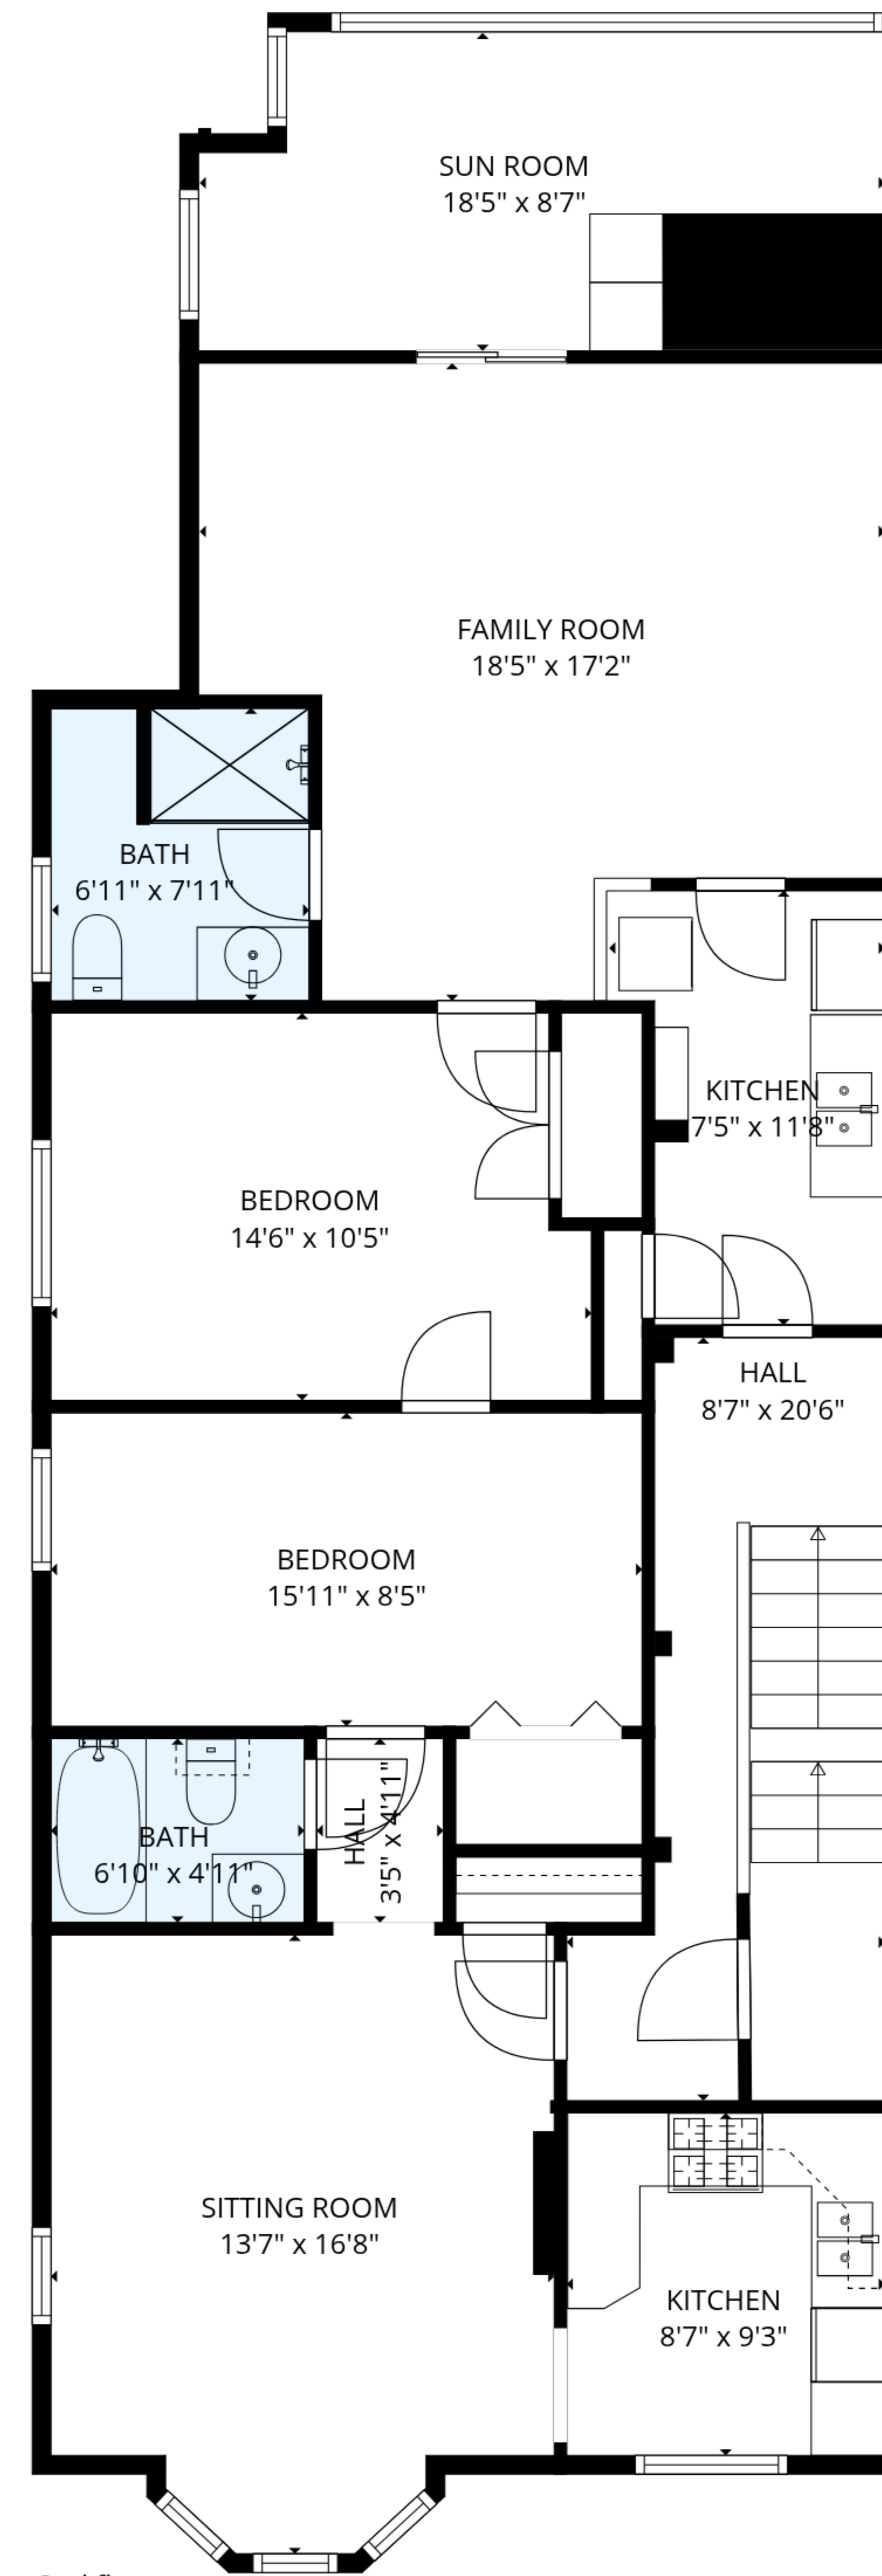 SUN ROOM
18'5" x 8'7"
FAMILY ROOM
18'5" x 17'2"
BATH
6'11" x 7'11"
KITCHEN
7'5" x 11'8"
BEDROOM
14'6" x 10'5"
HALL
8'7" x 20'6"
BEDROOM
15'11" x 8'5"
BATH
6'10" x 4'11"
HALL
3'5" x 4'11"
SITTING ROOM
13'7" x 16'8"
KITCHEN
8'7" x 9'3"